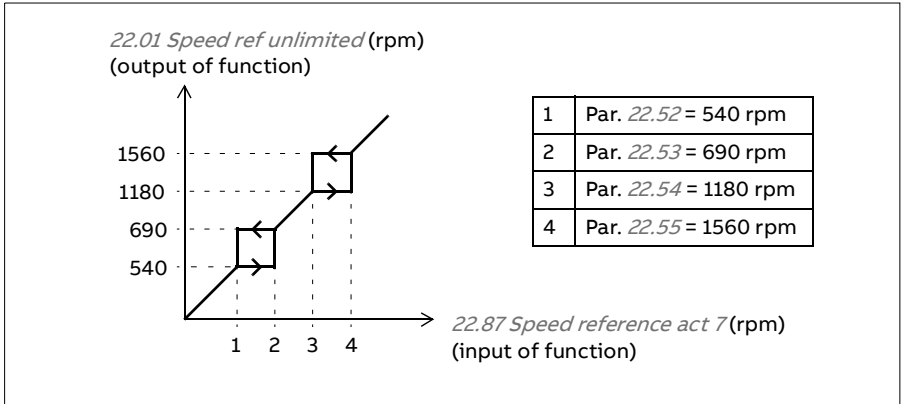 22.01 Speed ref unlimited (rpm)
(output of function)
1560
1180
690
540
1 2 3 4
22.87 Speed reference act 7 (rpm)
(input of function)
1 Par. 22.52 = 540 rpm
2 Par. 22.53 = 690 rpm
3 Par. 22.54 = 1180 rpm
4 Par. 22.55 = 1560 rpm